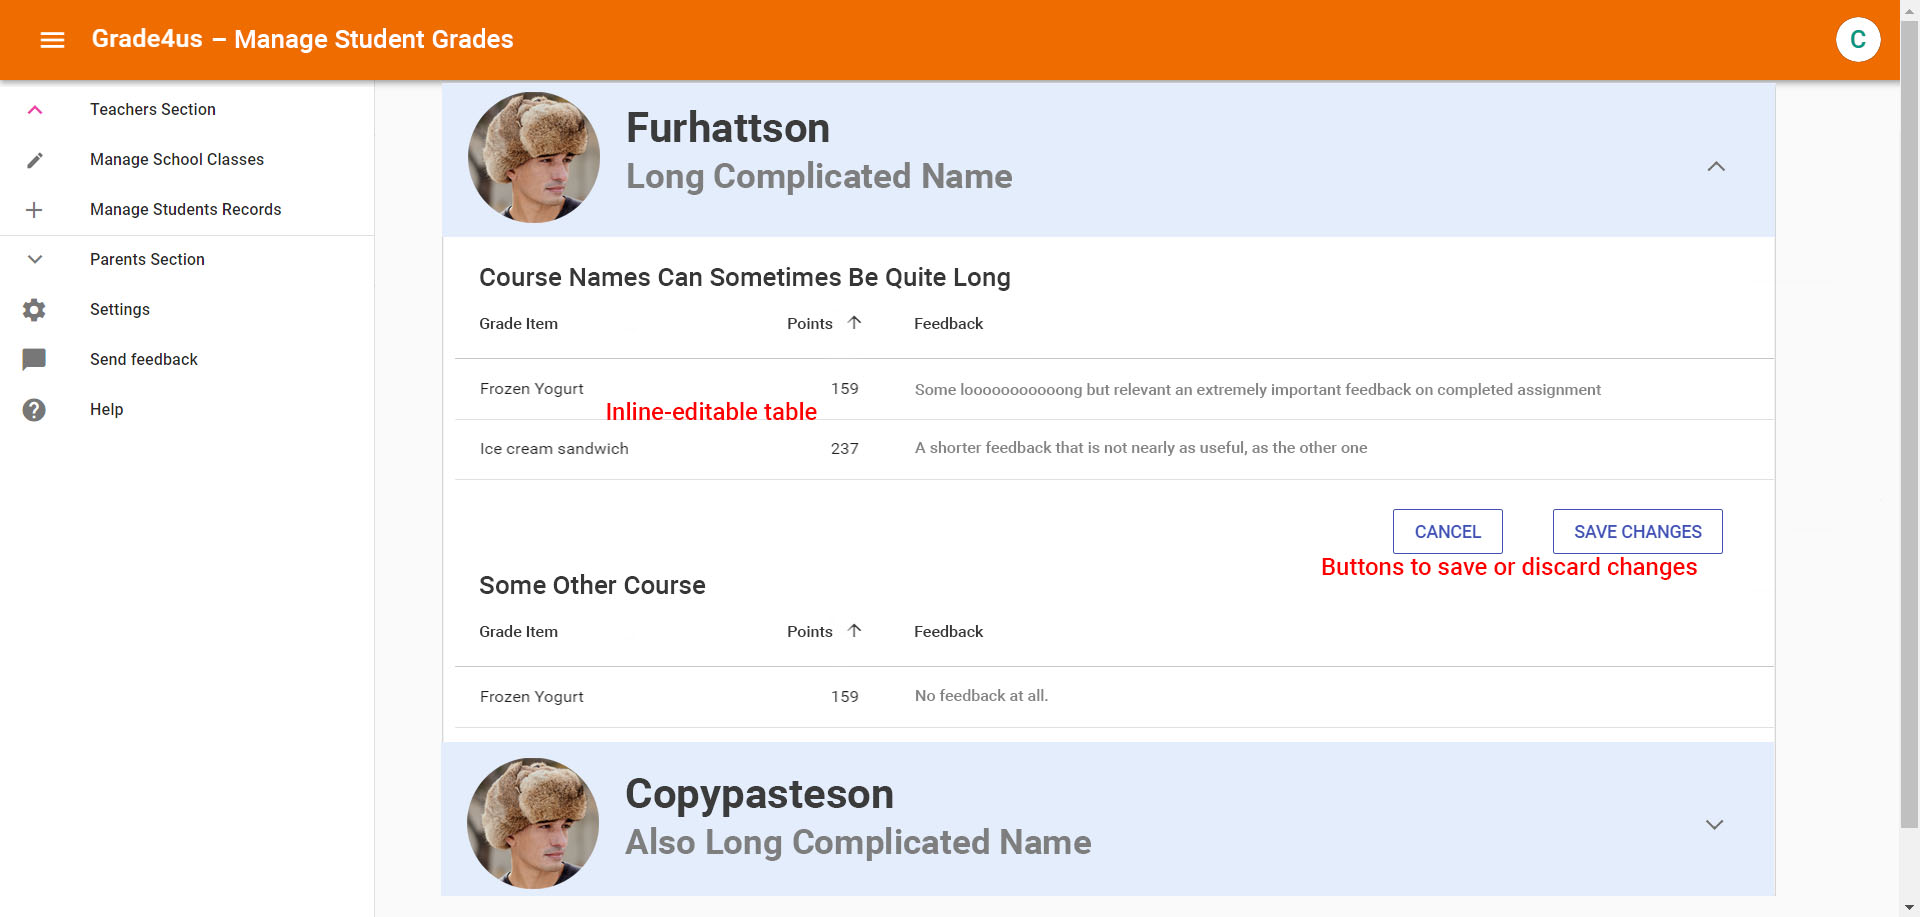 Grade4us – Manage Student Grades
C
Teachers Section
Manage School Classes
Manage Students Records
Parents Section
Settings
Send feedback
Help
Furhattson
Long Complicated Name
Course Names Can Sometimes Be Quite Long
Grade Item Points Feedback
Frozen Yogurt 159 Some looooooooooong but relevant an extremely important feedback on completed assignment
Inline-editable table
Ice cream sandwich 237 A shorter feedback that is not nearly as useful, as the other one
CANCEL SAVE CHANGES
Buttons to save or discard changes
Some Other Course
Grade Item Points Feedback
Frozen Yogurt 159 No feedback at all.
Copypasteson
Also Long Complicated Name